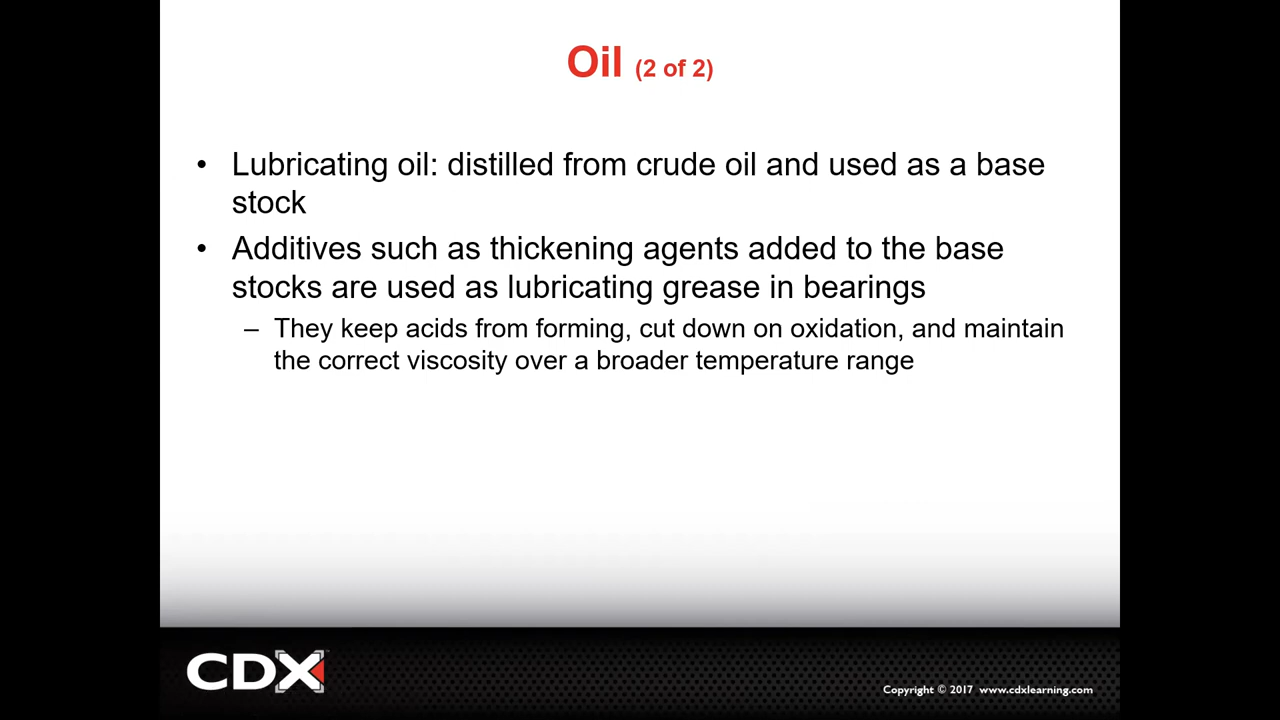 Oil (2 of 2)
• Lubricating oil: distilled from crude oil and used as a base
stock
• Additives such as thickening agents added to the base
stocks are used as lubricating grease in bearings
– They keep acids from forming, cut down on oxidation, and maintain
the correct viscosity over a broader temperature range
CDX
Copyright © 2017 www.cdxlearning.com